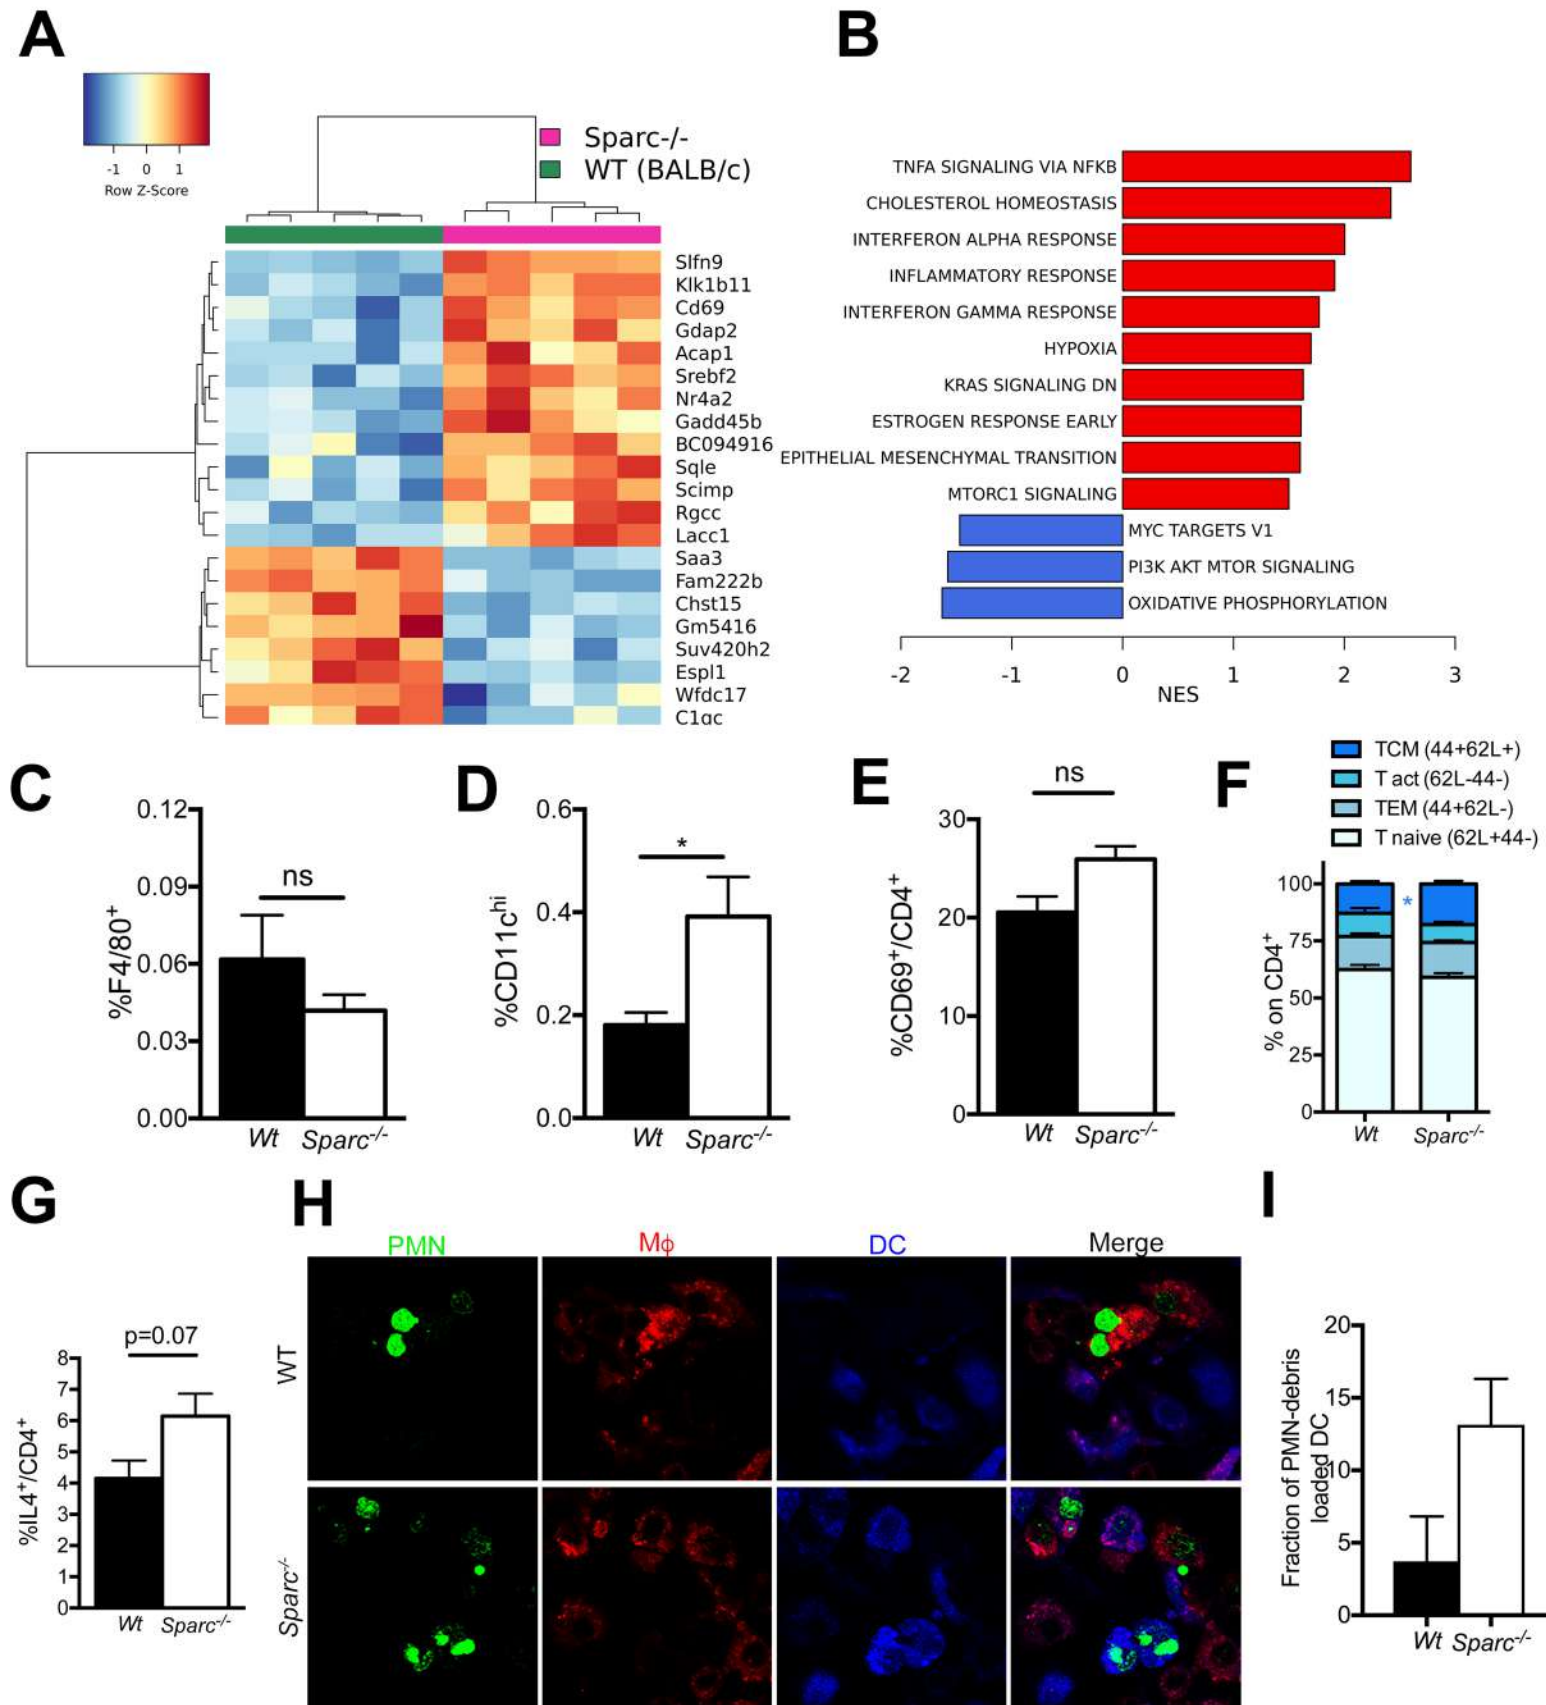 A
-1 0 1
Row Z-Score
Sparc-/-
WT (BALB/c)
Slfn9
Klk1b11
Cd69
Gdap2
Acap1
Srebf2
Nr4a2
Gadd45b
BC094916
Sqle
Scimp
Rgcc
Lacc1
Saa3
Fam222b
Chst15
Gm5416
Suv420h2
Espl1
Wfdc17
C1qc
B
TNFA SIGNALING VIA NFKB
CHOLESTEROL HOMEOSTASIS
INTERFERON ALPHA RESPONSE
INFLAMMATORY RESPONSE
INTERFERON GAMMA RESPONSE
HYPOXIA
KRAS SIGNALING DN
ESTROGEN RESPONSE EARLY
EPITHELIAL MESENCHYMAL TRANSITION
MTORC1 SIGNALING
MYC TARGETS V1
PI3K AKT MTOR SIGNALING
OXIDATIVE PHOSPHORYLATION
-2 -1 0 1 2 3
NES
C
%F4/80⁺
0.12
0.09
0.06
0.03
0.00
ns
Wt Sparc⁻/⁻
D
%CD11cʰⁱ
0.6
0.4
0.2
0.0
*
Wt Sparc⁻/⁻
E
%CD69⁺/CD4⁺
30
20
10
0
ns
Wt Sparc⁻/⁻
F
TCM (44+62L+)
T act (62L-44-)
TEM (44+62L-)
T naive (62L+44-)
% on CD4⁺
100
75
50
25
0
*
Wt Sparc⁻/⁻
G
%IL4⁺/CD4⁺
8
7
6
5
4
3
2
1
0
p=0.07
Wt Sparc⁻/⁻
H
PMN Mϕ DC Merge
WT
Sparc⁻/⁻
I
Fraction of PMN-debris
loaded DC
20
15
10
5
0
Wt Sparc⁻/⁻